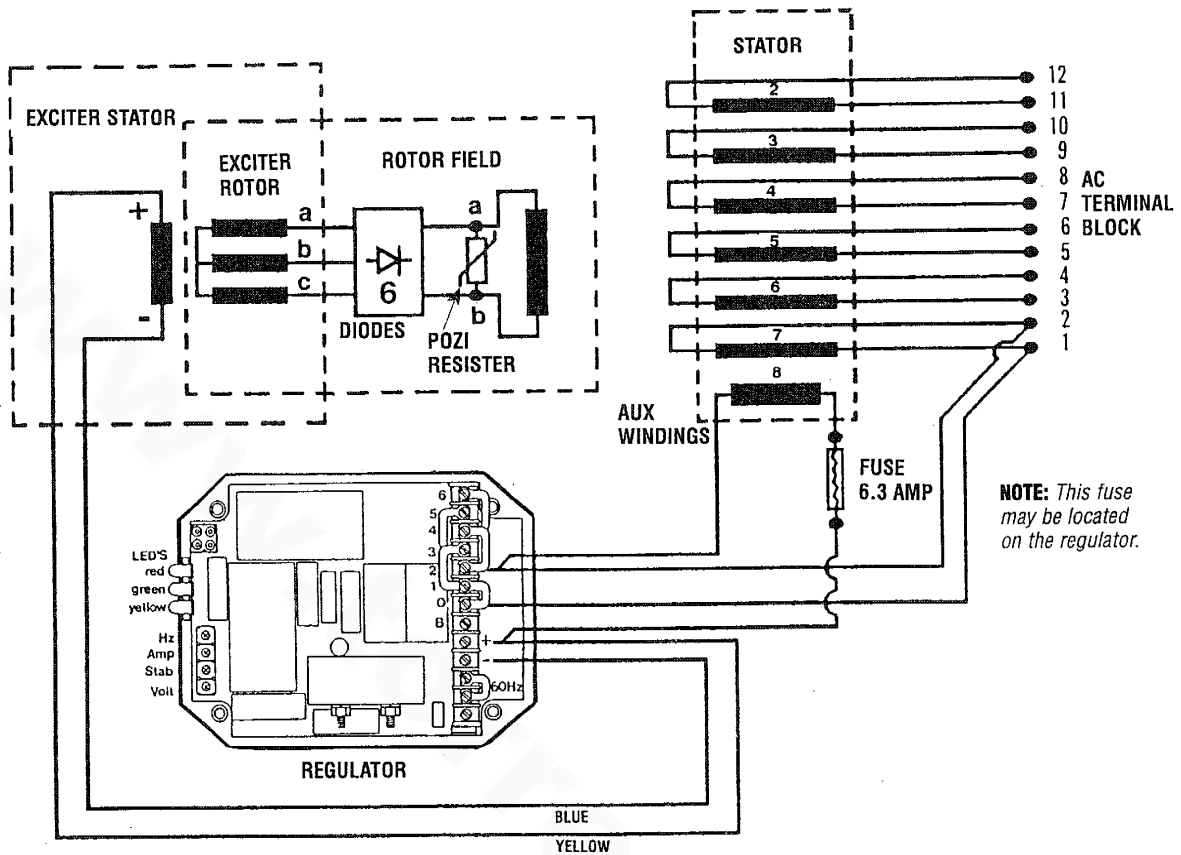 STATOR
2
3
4
5
6
7
8
12
11
10
9
8
7
6
5
4
3
2
1
AC
TERMINAL
BLOCK
EXCITER STATOR
+
-
EXCITER
ROTOR
a
b
c
ROTOR FIELD
6
DIODES
a
b
POZI
RESISTER
AUX
WINDINGS
FUSE
6.3 AMP
NOTE: This fuse
may be located
on the regulator.
LED'S
red
green
yellow
Hz
Amp
Stab
Volt
6
5
4
3
2
1
0
B
+
-
60Hz
REGULATOR
BLUE
YELLOW